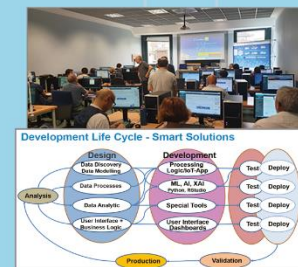 Development Life Cycle - Smart Solutions
Design
Development
Data Discovery
Data Modelling
Processing
Logic/IoT-App
Test
Deploy
Analysis
Data Processes
ML, AI, XAI
Python, RStudio
Test
Deploy
Data Analytic
Special Tools
Test
Deploy
User Interface +
Business Logic
User Interface
Dashboards
Test
Deploy
Production
Validation